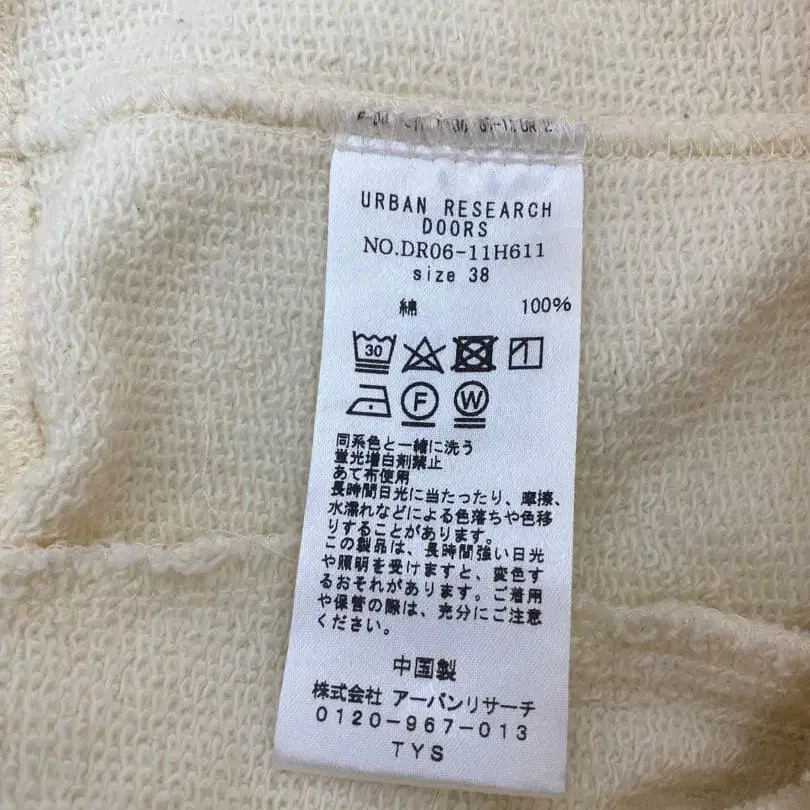 URBAN RESEARCH
DOORS
NO.DR06-11H611
size 38
綿 100%
30
F W
同系色と一緒に洗う
蛍光増白剤禁止
あて布使用
長時間日光に当たったり、摩擦、
水濡れなどによる色落ちや色移
りすることがあります。
この製品は、長時間強い日光
や照明を受けますと、変色す
るおそれがあります。ご着用
や保管の際は、充分にご注意
ください。
中国製
株式会社 アーバンリサーチ
0120-967-013
TYS